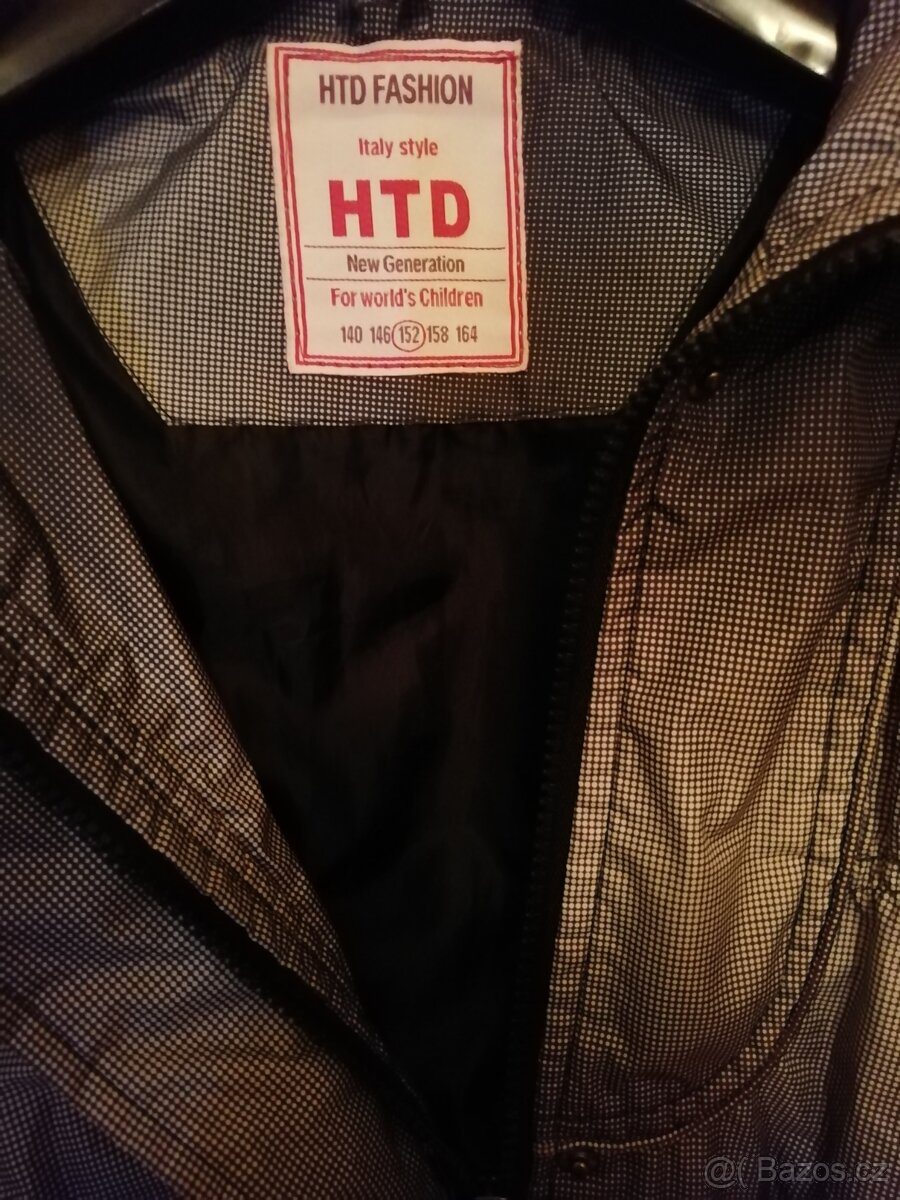 HTD FASHION
Italy style
HTD
New Generation
For world's Children
140 146 152 158 164
@( Bazos.cz